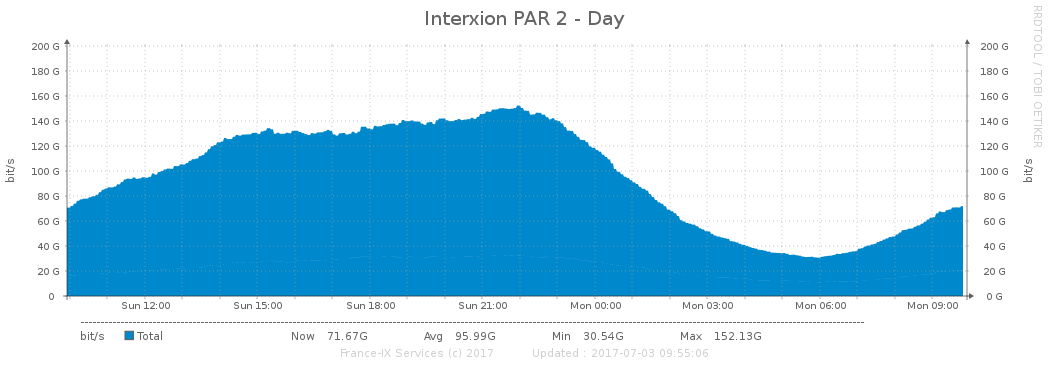 Interxion PAR 2 - Day
RRDTOOL / TOBI OETIKER
200 G 200 G
180 G 180 G
160 G 160 G
140 G 140 G
120 G 120 G
100 G 100 G
80 G 80 G
60 G 60 G
40 G 40 G
20 G 20 G
0 0 G
bit/s bit/s
Sun 12:00 Sun 15:00 Sun 18:00 Sun 21:00 Mon 00:00 Mon 03:00 Mon 06:00 Mon 09:00
bit/s Total Now 71.67G Avg 95.99G Min 30.54G Max 152.13G
France-IX Services (c) 2017 Updated : 2017-07-03 09:55:06